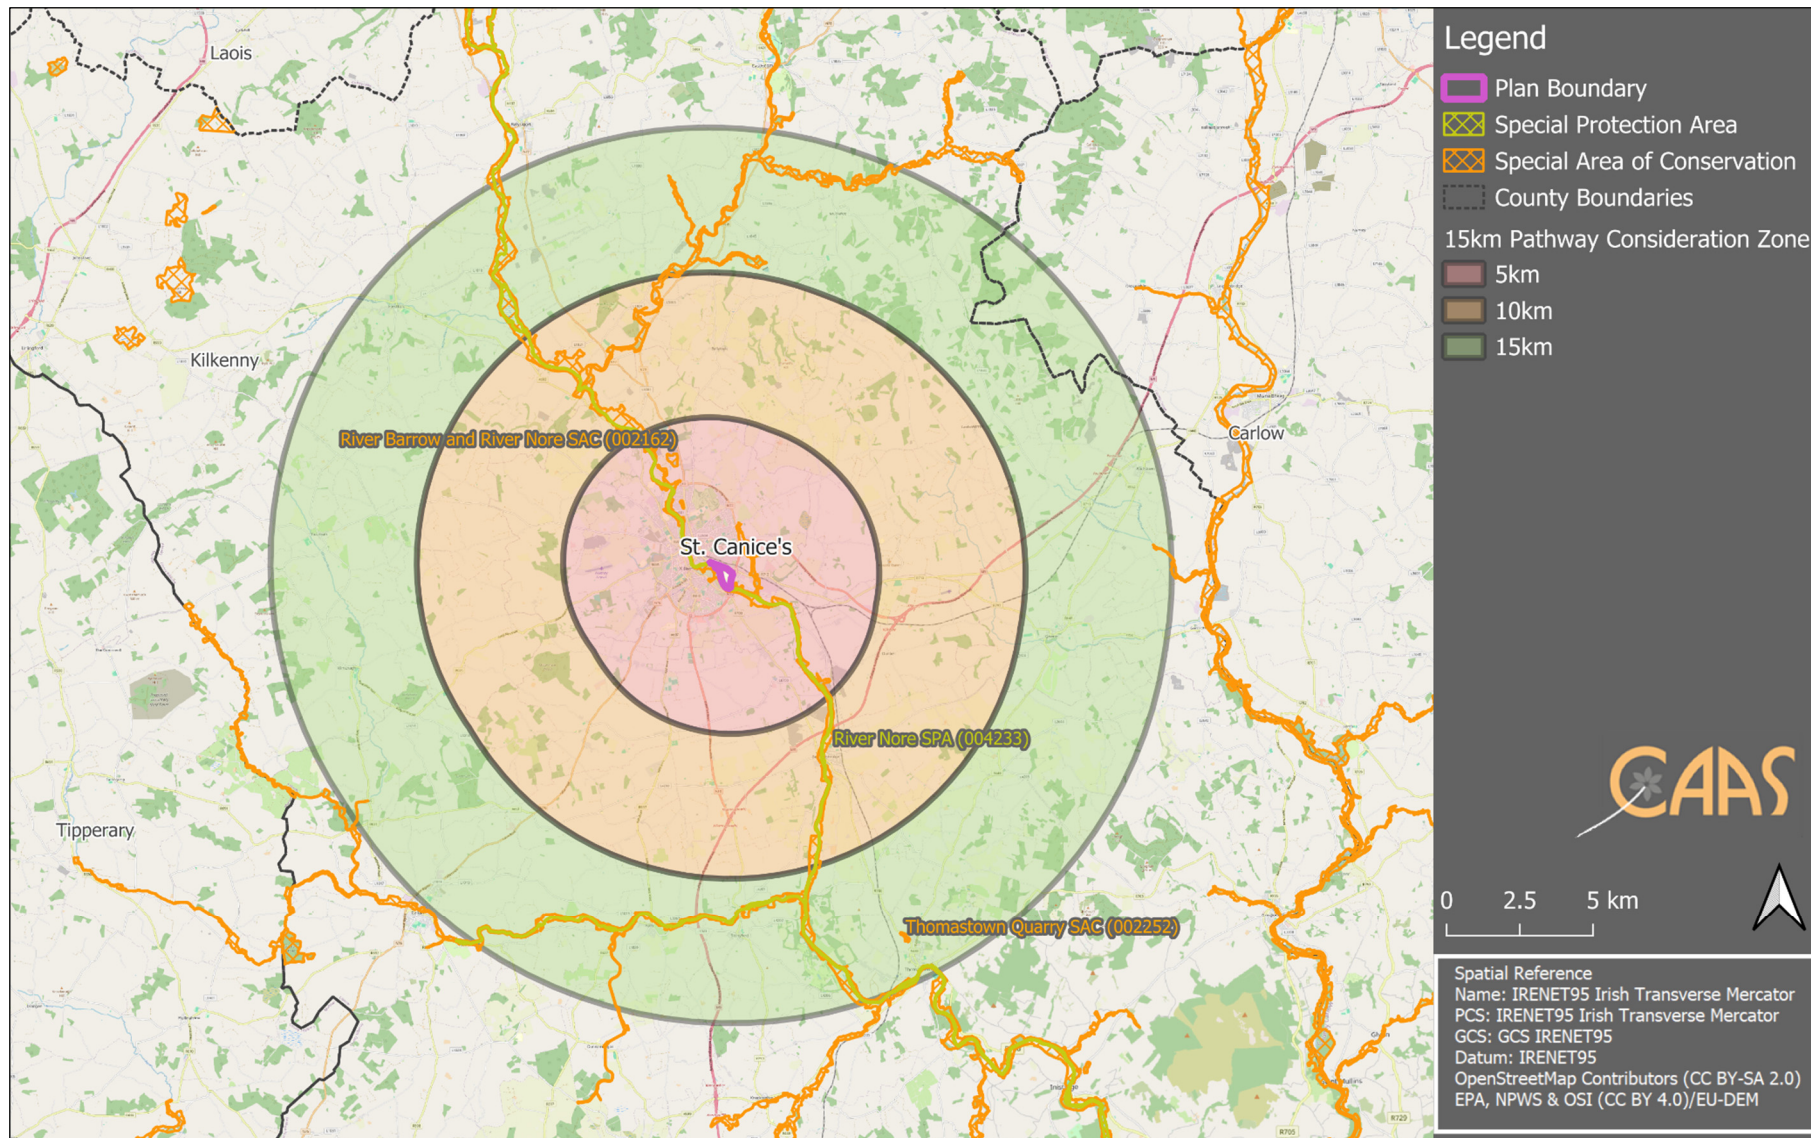 Laois
Kilkenny
River Barrow and River Nore SAC (002162)
Carlow
St. Canice's
River Nore SPA (004233)
Tipperary
Thomastown Quarry SAC (002252)
R705
R729
Legend
Plan Boundary
Special Protection Area
Special Area of Conservation
County Boundaries
15km Pathway Consideration Zone
5km
10km
15km
CAAS
0 2.5 5 km
Spatial Reference
Name: IRENET95 Irish Transverse Mercator
PCS: IRENET95 Irish Transverse Mercator
GCS: GCS IRENET95
Datum: IRENET95
OpenStreetMap Contributors (CC BY-SA 2.0)
EPA, NPWS & OSI (CC BY 4.0)/EU-DEM